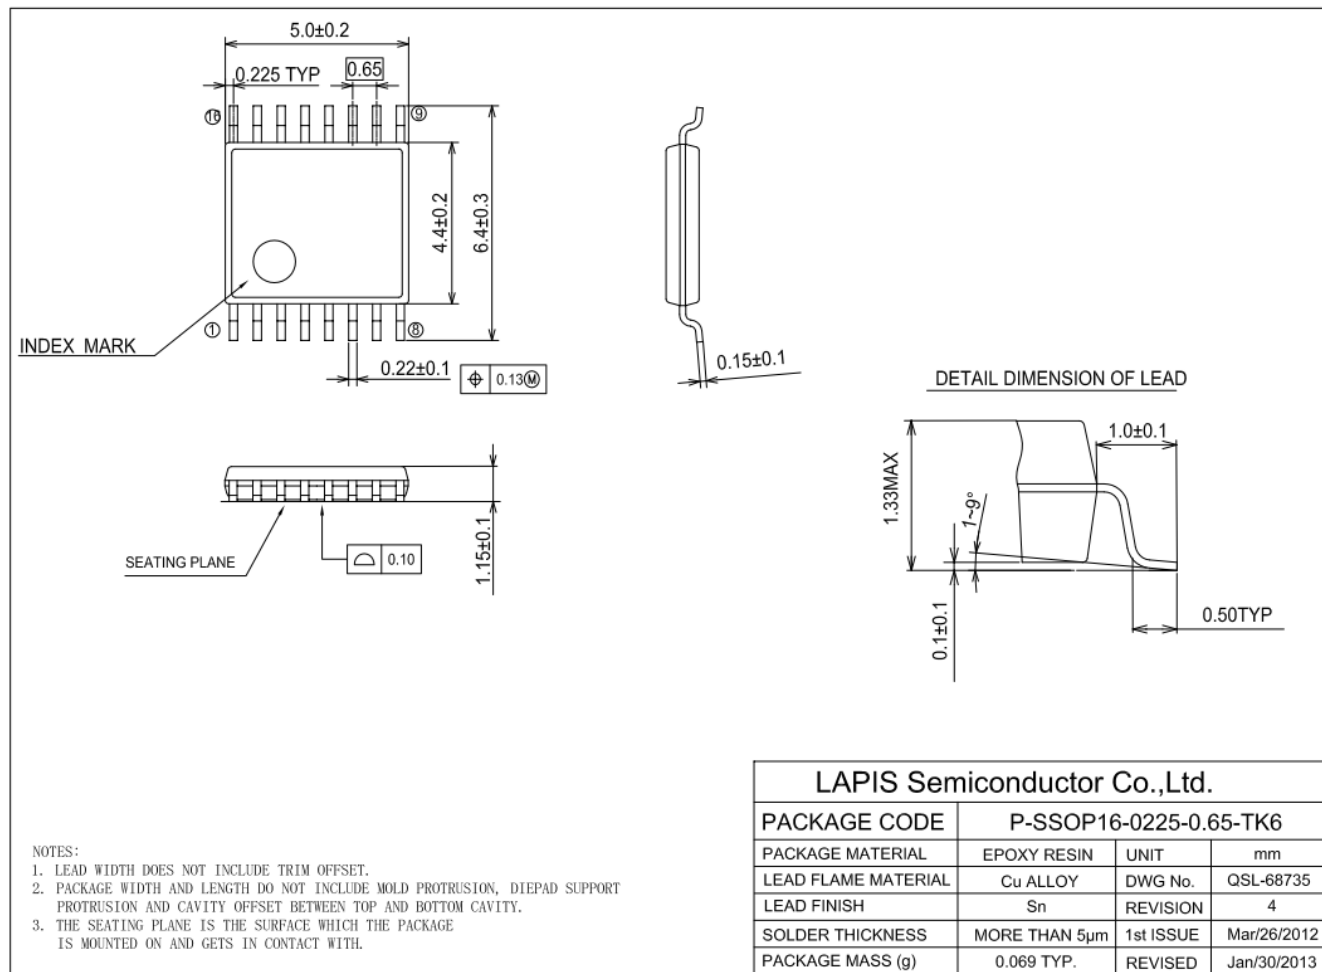 5.0±0.2
0.225 TYP
0.65
16
9
4.4±0.2
6.4±0.3
1
8
INDEX MARK
0.22±0.1
0.13Ⓜ
0.15±0.1
DETAIL DIMENSION OF LEAD
1.0±0.1
1.33MAX
1~9°
0.1±0.1
0.50TYP
SEATING PLANE
0.10
1.15±0.1
NOTES:
1. LEAD WIDTH DOES NOT INCLUDE TRIM OFFSET.
2. PACKAGE WIDTH AND LENGTH DO NOT INCLUDE MOLD PROTRUSION, DIEPAD SUPPORT
PROTRUSION AND CAVITY OFFSET BETWEEN TOP AND BOTTOM CAVITY.
3. THE SEATING PLANE IS THE SURFACE WHICH THE PACKAGE
IS MOUNTED ON AND GETS IN CONTACT WITH.
LAPIS Semiconductor Co.,Ltd.
PACKAGE CODE P-SSOP16-0225-0.65-TK6
PACKAGE MATERIAL EPOXY RESIN UNIT mm
LEAD FLAME MATERIAL Cu ALLOY DWG No. QSL-68735
LEAD FINISH Sn REVISION 4
SOLDER THICKNESS MORE THAN 5µm 1st ISSUE Mar/26/2012
PACKAGE MASS (g) 0.069 TYP. REVISED Jan/30/2013